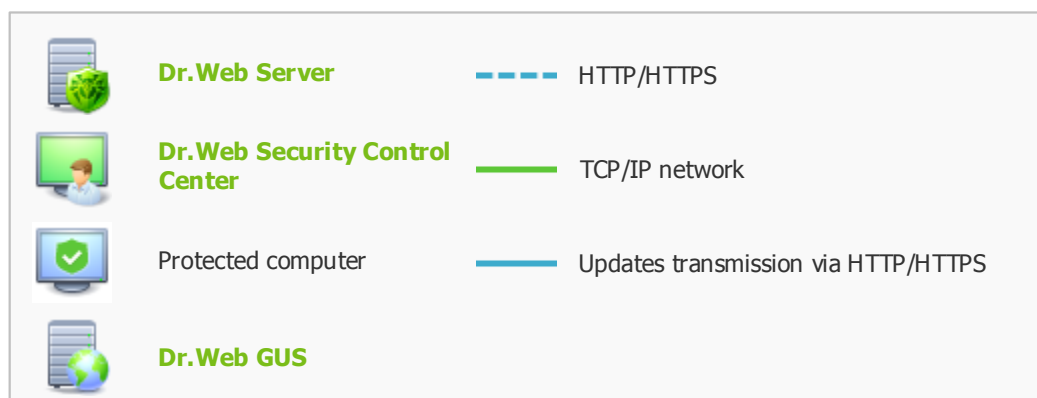 Dr.Web Server
HTTP/HTTPS
Dr.Web Security Control
Center
TCP/IP network
Protected computer
Updates transmission via HTTP/HTTPS
Dr.Web GUS